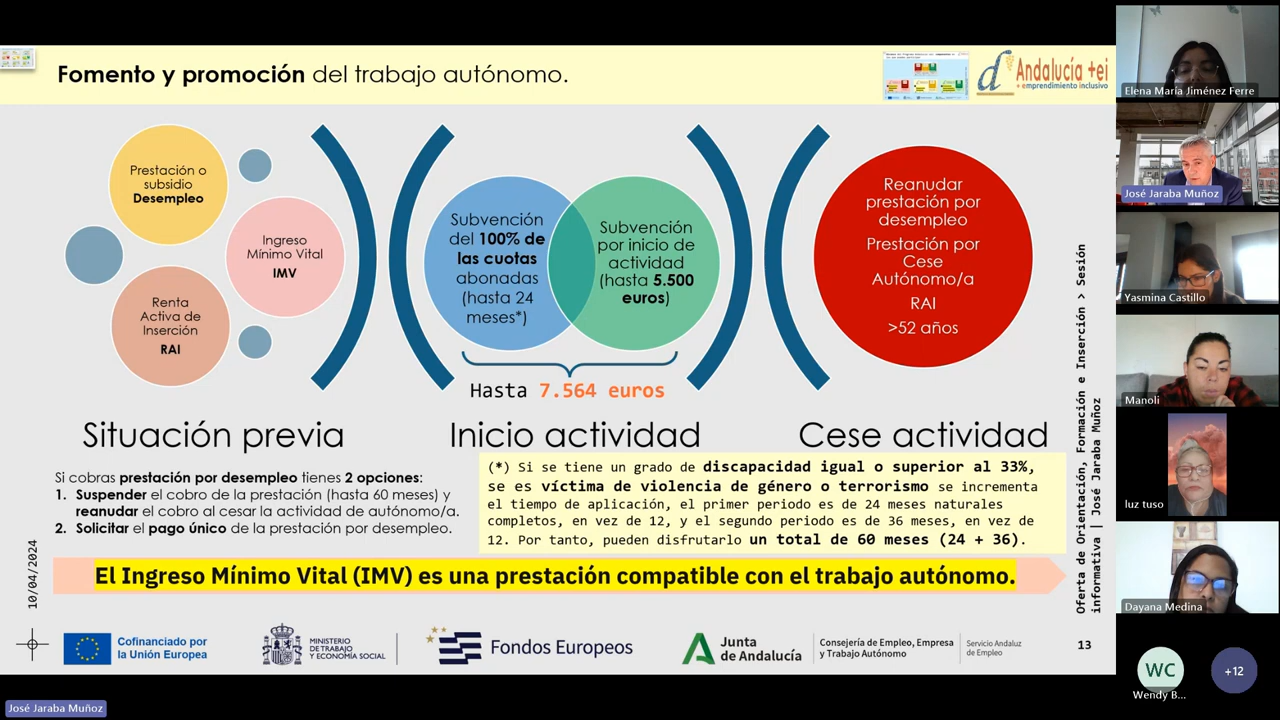 Fomento y promoción del trabajo autónomo.
Andalucía +ei
+ emprendimiento inclusivo
Prestación o
subsidio
Desempleo
Ingreso
Mínimo Vital
IMV
Renta
Activa de
Inserción
RAI
Subvención
del 100% de
las cuotas
abonadas
(hasta 24
meses*)
Subvención
por inicio de
actividad
(hasta 5.500
euros)
Hasta 7.564 euros
Reanudar
prestación por
desempleo
Prestación por
Cese
Autónomo/a
RAI
>52 años
Situación previa
Inicio actividad
Cese actividad
Si cobras prestación por desempleo tienes 2 opciones:
1. Suspender el cobro de la prestación (hasta 60 meses) y
reanudar el cobro al cesar la actividad de autónomo/a.
2. Solicitar el pago único de la prestación por desempleo.
(*) Si se tiene un grado de discapacidad igual o superior al 33%,
se es víctima de violencia de género o terrorismo se incrementa
el tiempo de aplicación, el primer periodo es de 24 meses naturales
completos, en vez de 12, y el segundo periodo es de 36 meses, en vez de
12. Por tanto, pueden disfrutarlo un total de 60 meses (24 + 36).
El Ingreso Mínimo Vital (IMV) es una prestación compatible con el trabajo autónomo.
10/04/2024
Oferta de Orientación, Formación e Inserción > Sesión
informativa | José Jaraba Muñoz
Cofinanciado por
la Unión Europea
MINISTERIO
DE TRABAJO
Y ECONOMÍA SOCIAL
Fondos Europeos
Junta
de Andalucía
Consejería de Empleo, Empresa
y Trabajo Autónomo
Servicio Andaluz
de Empleo
13
José Jaraba Muñoz
Elena María Jiménez Ferre
José Jaraba Muñoz
Yasmina Castillo
Manoli
luz tuso
Dayana Medina
WC
Wendy B...
+12